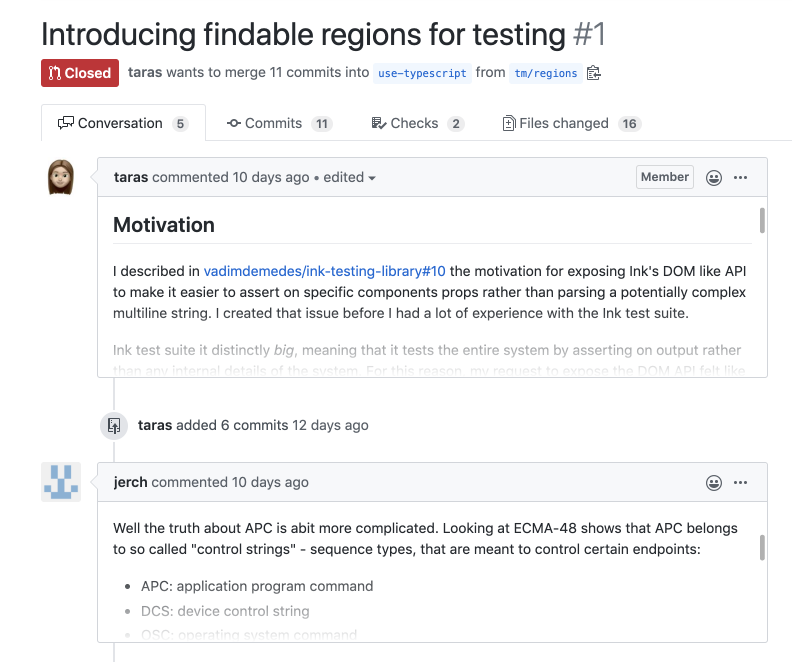 Introducing findable regions for testing #1
Closed taras wants to merge 11 commits into use-typescript from tm/regions
Conversation 5 Commits 11 Checks 2 Files changed 16
taras commented 10 days ago • edited Member
Motivation
I described in vadimdemedes/ink-testing-library#10 the motivation for exposing Ink's DOM like API
to make it easier to assert on specific components props rather than parsing a potentially complex
multiline string. I created that issue before I had a lot of experience with the Ink test suite.
Ink test suite it distinctly big, meaning that it tests the entire system by asserting on output rather
than any internal details of the system. For this reason, my request to expose the DOM API felt like
taras added 6 commits 12 days ago
jerch commented 10 days ago
Well the truth about APC is abit more complicated. Looking at ECMA-48 shows that APC belongs
to so called "control strings" - sequence types, that are meant to control certain endpoints:
• APC: application program command
• DCS: device control string
• OSC: operating system command